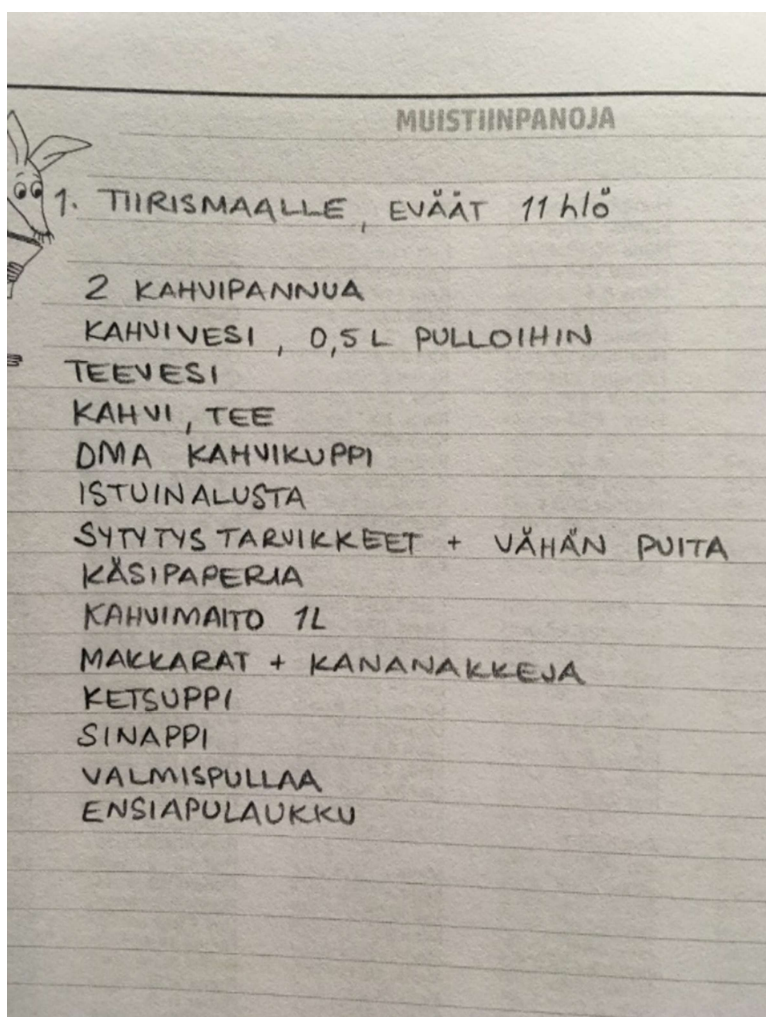 MUISTIINPANOJA
1. TIIRISMAALLE, EVÄÄT 11 hlö
2 KAHVIPANNUA
KAHVIVESI, 0,5 L PULLOIHIN
TEEVESI
KAHVI, TEE
OMA KAHVIKUPPI
ISTUINALUSTA
SYTYTYSTARVIKKEET + VÄHÄN PUITA
KÄSIPAPERIA
KAHVIMAITO 1L
MAKKARAT + KANANAKKEJA
KETSUPPI
SINAPPI
VALMISPULLAA
ENSIAPULAUKKU